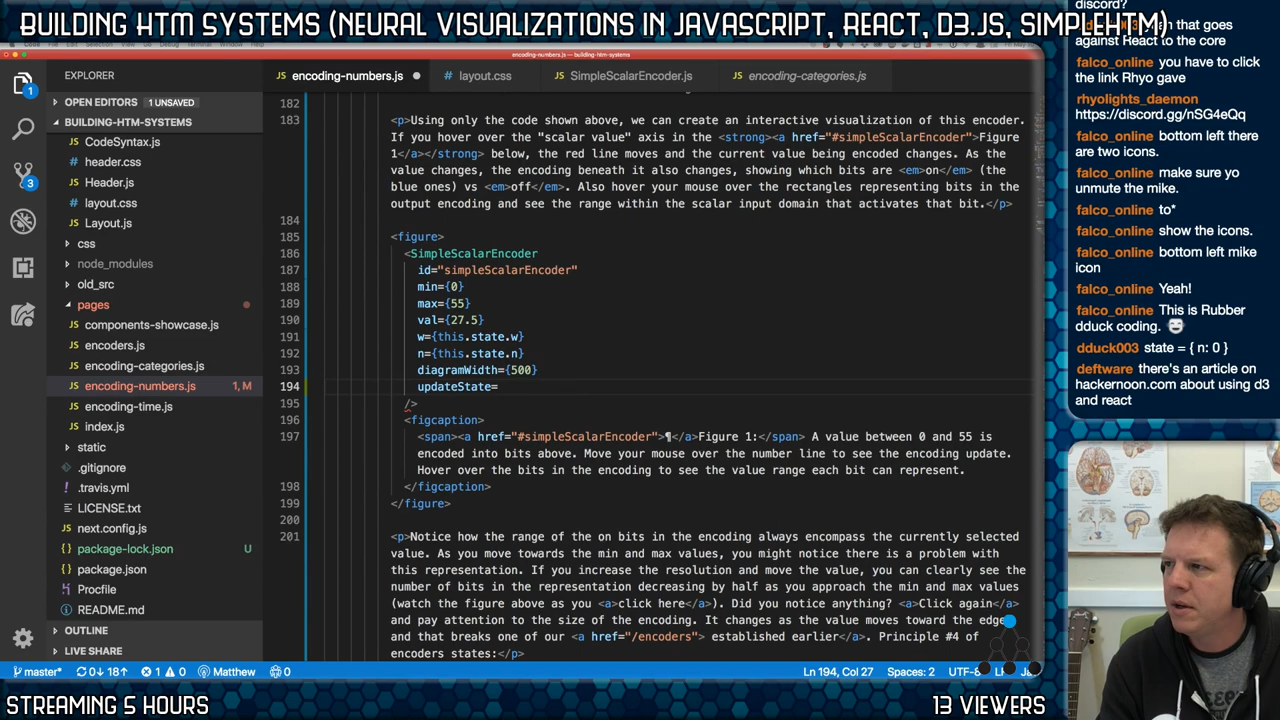 BUILDING HTM SYSTEMS (NEURAL VISUALIZATIONS IN JAVASCRIPT, REACT, D3.JS, SIMPLEHTM)
encoding-numbers.js — building-htm-systems
EXPLORER
OPEN EDITORS 1 UNSAVED
BUILDING-HTM-SYSTEMS
CodeSyntax.js
header.css
Header.js
layout.css
Layout.js
css
node_modules
old_src
pages
components-showcase.js
encoders.js
encoding-categories.js
encoding-numbers.js 1, M
encoding-time.js
index.js
static
.gitignore
.travis.yml
LICENSE.txt
next.config.js
package-lock.json U
package.json
Procfile
README.md
OUTLINE
LIVE SHARE
encoding-numbers.js
layout.css
SimpleScalarEncoder.js
encoding-categories.js
182
183 <p>Using only the code shown above, we can create an interactive visualization of this encoder.
If you hover over the "scalar value" axis in the <strong><a href="#simpleScalarEncoder">Figure
1</a></strong> below, the red line moves and the current value being encoded changes. As the
value changes, the encoding beneath it also changes, showing which bits are <em>on</em> (the
blue ones) vs <em>off</em>. Also hover your mouse over the rectangles representing bits in the
output encoding and see the range within the scalar input domain that activates that bit.</p>
184
185 <figure>
186 <SimpleScalarEncoder
187 id="simpleScalarEncoder"
188 min={0}
189 max={55}
190 val={27.5}
191 w={this.state.w}
192 n={this.state.n}
193 diagramWidth={500}
194 updateState=
195 />
196 <figcaption>
197 <span><a href="#simpleScalarEncoder">¶</a>Figure 1:</span> A value between 0 and 55 is
encoded into bits above. Move your mouse over the number line to see the encoding update.
Hover over the bits in the encoding to see the value range each bit can represent.
198 </figcaption>
199 </figure>
200
201 <p>Notice how the range of the on bits in the encoding always encompass the currently selected
value. As you move towards the min and max values, you might notice there is a problem with
this representation. If you increase the resolution and move the value, you can clearly see the
number of bits in the representation decreasing by half as you approach the min and max values
(watch the figure above as you <a>click here</a>). Did you notice anything? <a>Click again</a>
and pay attention to the size of the encoding. It changes as the value moves toward the edge
and that breaks one of our <a href="/encoders"> established earlier</a>. Principle #4 of
encoders states:</p>
master* 0↓ 18↑ 1 0 Matthew 0
Ln 194, Col 27 Spaces: 2 UTF-8
discord?
that goes
against React to the core
falco_online you have to click
the link Rhyo gave
rhyolights_daemon
https://discord.gg/nSG4eQq
falco_online bottom left there
are two icons.
falco_online make sure yo
unmute the mike.
falco_online to*
falco_online show the icons.
falco_online bottom left mike
icon
falco_online Yeah!
falco_online This is Rubber
dduck coding.
dduck003 state = { n: 0 }
deftware there's an article on
hackernoon.com about using d3
and react
STREAMING 5 HOURS
13 VIEWERS